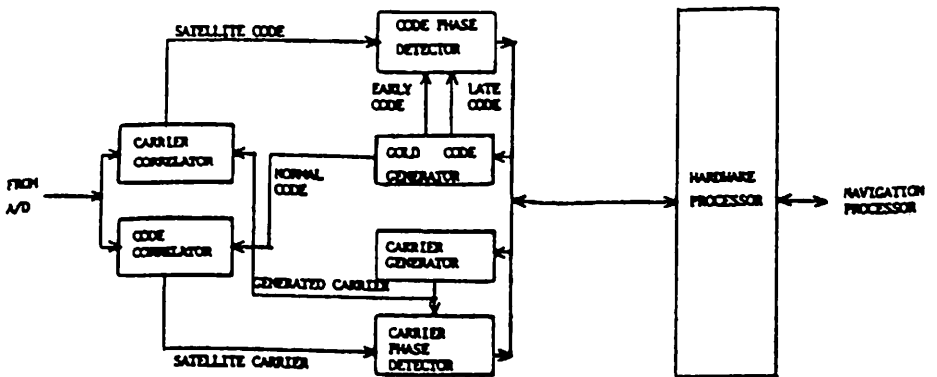 SATELLITE CODE
CODE PHASE
DETECTOR
EARLY
CODE
LATE
CODE
CARRIER
CORRELATOR
GOLD CODE
GENERATOR
NORMAL
CODE
FROM
A/D
HARDWARE
PROCESSOR
NAVIGATION
PROCESSOR
CODE
CORRELATOR
CARRIER
GENERATOR
GENERATED CARRIER
CARRIER
PHASE
DETECTOR
SATELLITE CARRIER